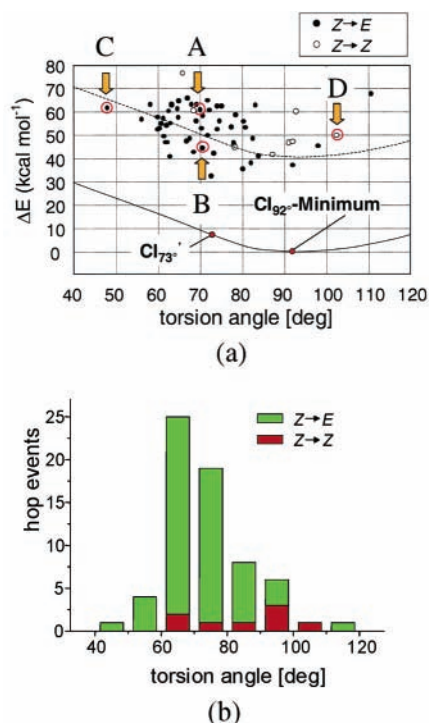 ● Z→E
○ Z→Z
C A D
80
70
60
50
40
30
20
10
0
ΔE (kcal mol⁻¹)
B
CI₉₂°-Minimum
CI₇₃°'
40 50 60 70 80 90 100 110 120
torsion angle [deg]
(a)
25
20
15
10
5
0
hop events
Z→E
Z→Z
40 60 80 100 120
torsion angle [deg]
(b)